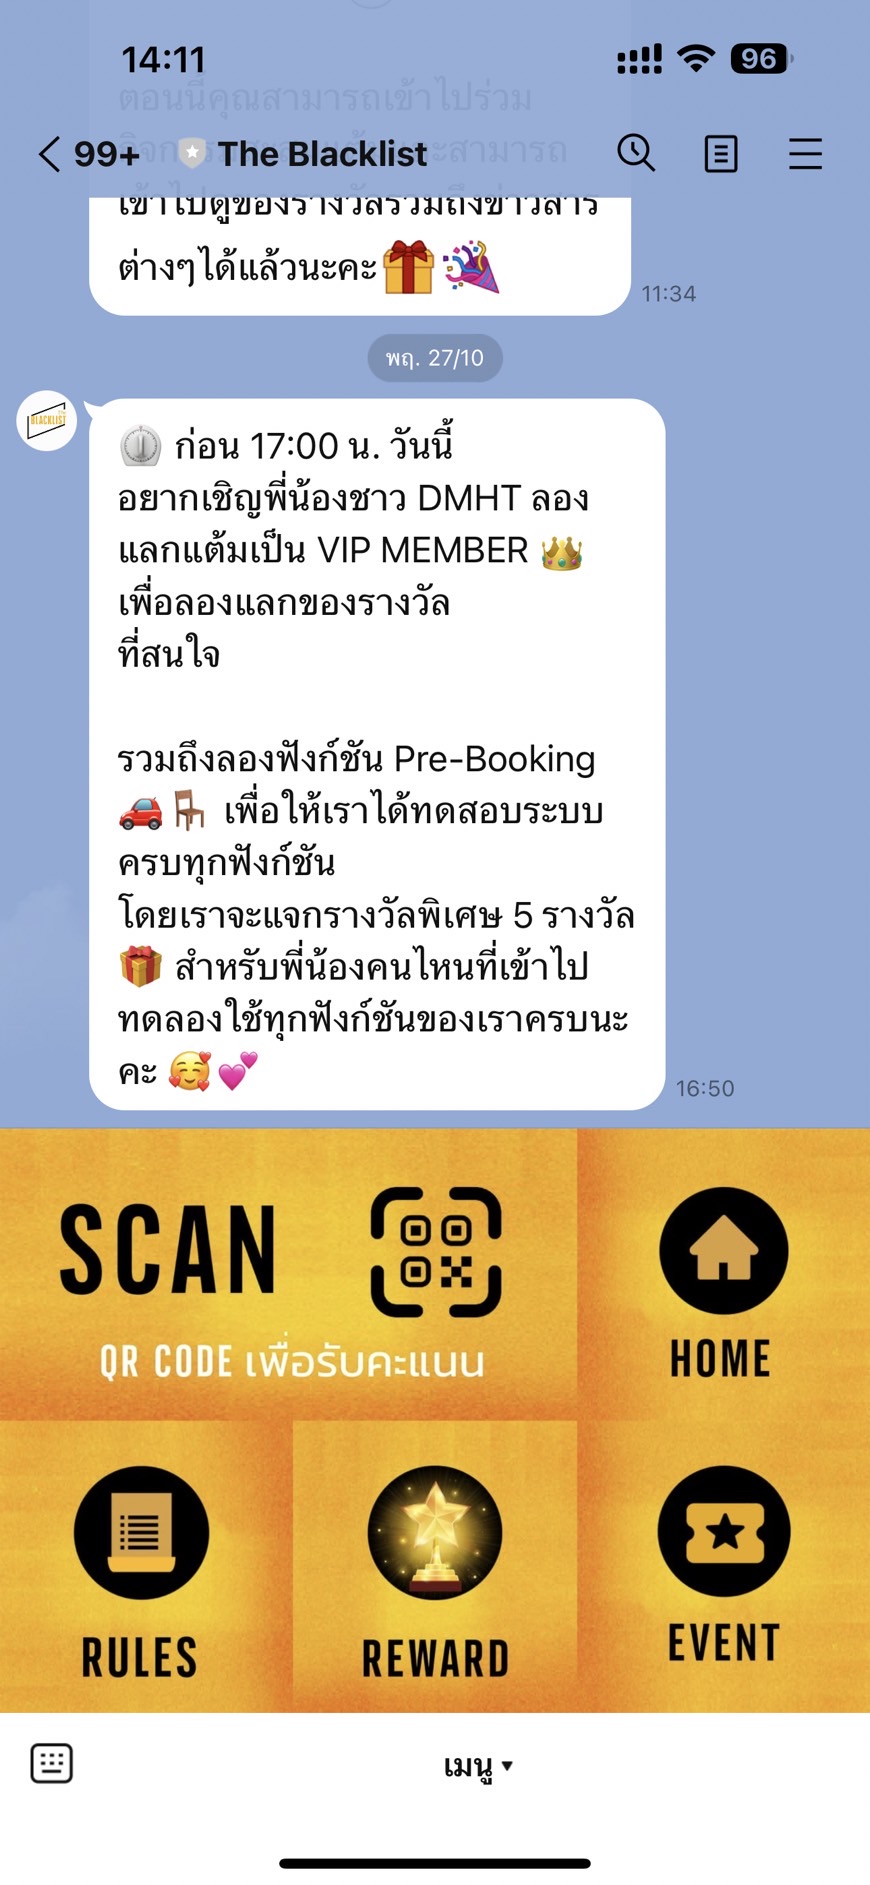 14:11
96
ตอนนี้คุณสามารถเข้าไปร่วม
99+ The Blacklist
เข้าไปดูของรางวัลรวมถึงข่าวสาร
ต่างๆได้แล้วนะคะ🎁🎉
11:34
พฤ. 27/10
The BLACKLIST
⏲️ ก่อน 17:00 น. วันนี้
อยากเชิญพี่น้องชาว DMHT ลอง
แลกแต้มเป็น VIP MEMBER 👑
เพื่อลองแลกของรางวัล
ที่สนใจ
รวมถึงลองฟังก์ชัน Pre-Booking
🚗🪑 เพื่อให้เราได้ทดสอบระบบ
ครบทุกฟังก์ชัน
โดยเราจะแจกรางวัลพิเศษ 5 รางวัล
🎁 สำหรับพี่น้องคนไหนที่เข้าไป
ทดลองใช้ทุกฟังก์ชันของเราครบนะ
คะ 🥰💕
16:50
SCAN
QR CODE เพื่อรับคะแนน
HOME
RULES
REWARD
EVENT
เมนู ▾